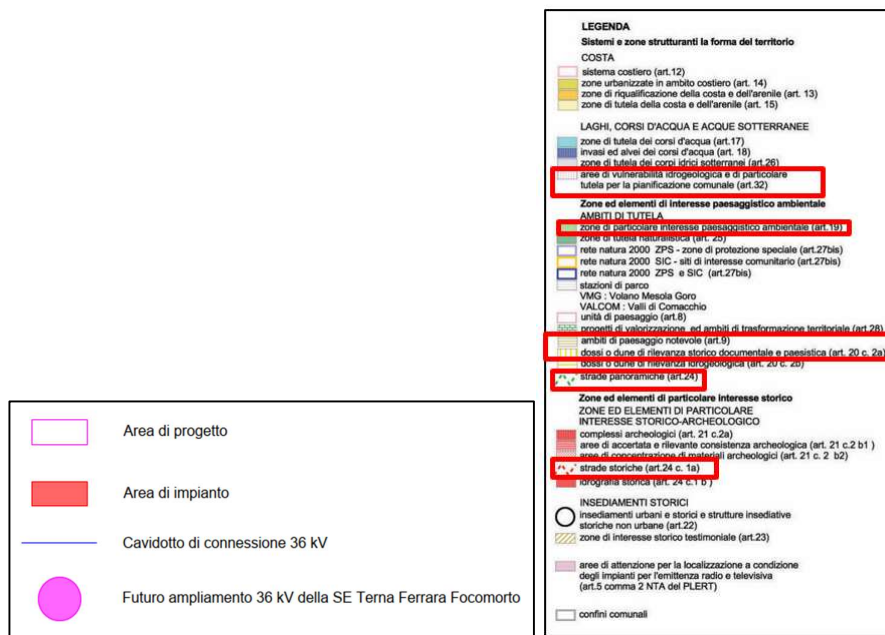 Area di progetto
Area di impianto
Cavidotto di connessione 36 kV
Futuro ampliamento 36 kV della SE Terna Ferrara Focomorto
LEGENDA
Sistemi e zone strutturanti la forma del territorio
COSTA
sistema costiero (art.12)
zone urbanizzate in ambito costiero (art. 14)
zone di riqualificazione della costa e dell'arenile (art. 13)
zone di tutela della costa e dell'arenile (art. 15)
LAGHI, CORSI D'ACQUA E ACQUE SOTTERRANEE
zone di tutela dei corsi d'acqua (art.17)
invasi ed alvei dei corsi d'acqua (art. 18)
zone di tutela dei corpi idrici sotterranei (art.26)
aree di vulnerabilità idrogeologica e di particolare
tutela per la pianificazione comunale (art.32)
Zone ed elementi di interesse paesaggistico ambientale
AMBITI DI TUTELA
zone di particolare interesse paesaggistico ambientale (art.19)
zone di tutela naturalistica (art. 25)
rete natura 2000 ZPS - zone di protezione speciale (art.27bis)
rete natura 2000 SIC - siti di interesse comunitario (art.27bis)
rete natura 2000 ZPS e SIC (art.27bis)
stazioni di parco
VMG : Volano Mesola Goro
VALCOM : Valli di Comacchio
unità di paesaggio (art.8)
progetti di valorizzazione ed ambiti di trasformazione territoriale (art.28)
ambiti di paesaggio notevole (art.9)
dossi o dune di rilevanza storico documentale e paesistica (art. 20 c. 2a)
dossi o dune di rilevanza idrogeologica (art. 20 c. 2b)
strade panoramiche (art.24)
Zone ed elementi di particolare interesse storico
ZONE ED ELEMENTI DI PARTICOLARE
INTERESSE STORICO-ARCHEOLOGICO
complessi archeologici (art. 21 c.2a)
aree di accertata e rilevante consistenza archeologica (art. 21 c.2 b1 )
aree di concentrazione di materiali archeologici (art. 21 c. 2 b2)
strade storiche (art.24 c. 1a)
idrografia storica (art. 24 c.1 b )
INSEDIAMENTI STORICI
insediamenti urbani e storici e strutture insediative
storiche non urbane (art.22)
zone di interesse storico testimoniale (art.23)
aree di attenzione per la localizzazione a condizione
degli impianti per l'emittenza radio e televisiva
(art.5 comma 2 NTA del PLERT)
confini comunali